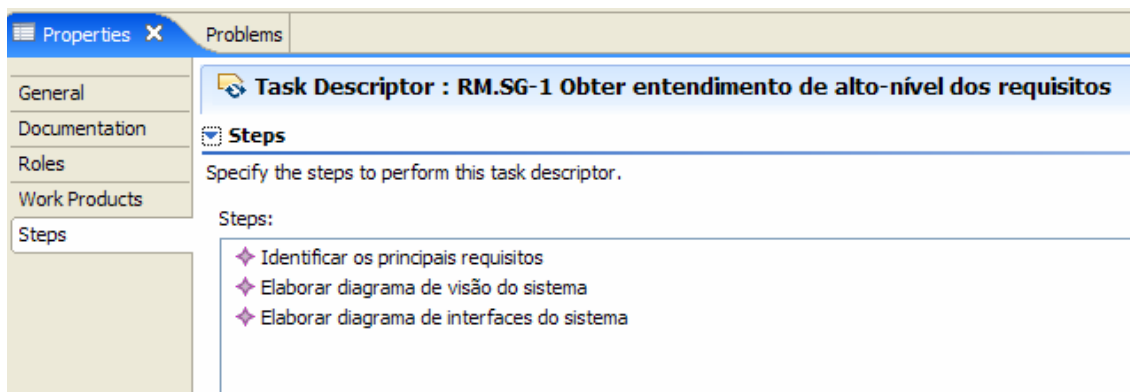 Properties Problems
General
Documentation
Roles
Work Products
Steps
Task Descriptor : RM.SG-1 Obter entendimento de alto-nível dos requisitos
Steps
Specify the steps to perform this task descriptor.
Steps:
Identificar os principais requisitos
Elaborar diagrama de visão do sistema
Elaborar diagrama de interfaces do sistema